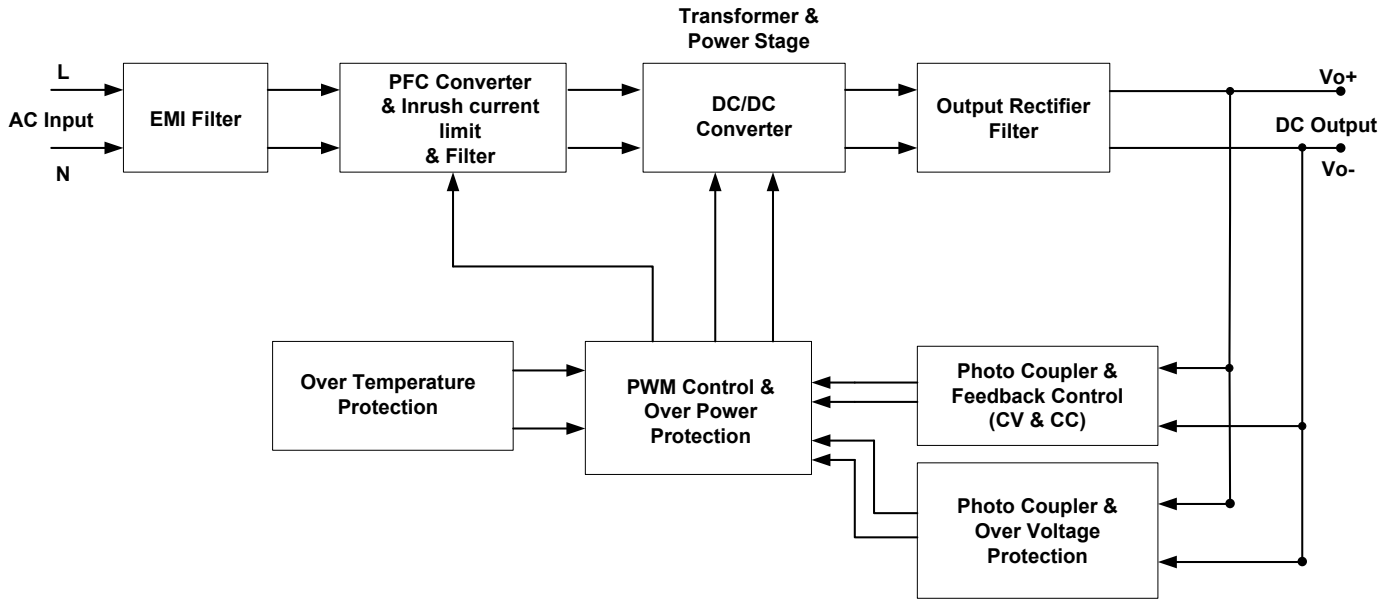 Transformer &
Power Stage
L
AC Input
N
EMI Filter
PFC Converter
& Inrush current
limit
& Filter
DC/DC
Converter
Output Rectifier
Filter
Vo+
DC Output
Vo-
Over Temperature
Protection
PWM Control &
Over Power
Protection
Photo Coupler &
Feedback Control
(CV & CC)
Photo Coupler &
Over Voltage
Protection